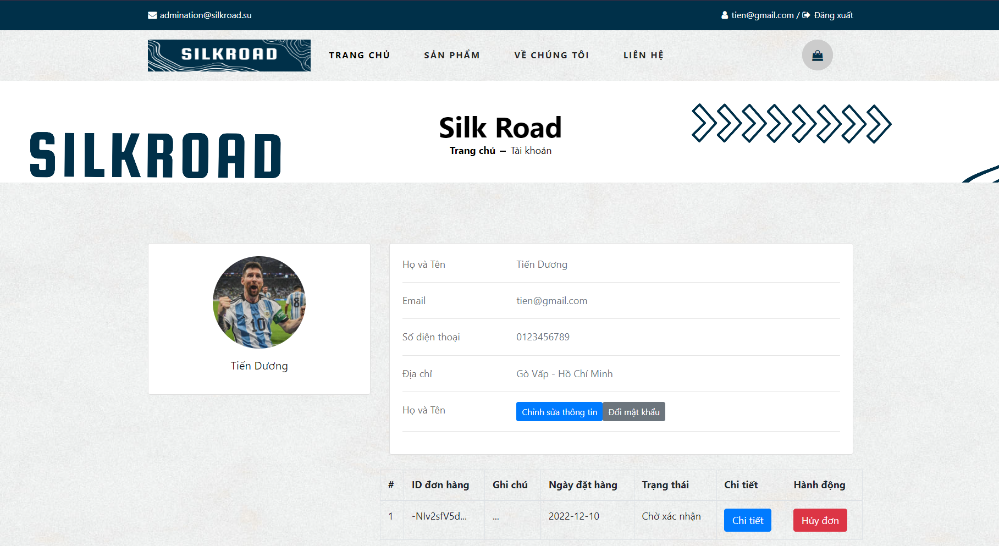 admination@silkroad.su
tien@gmail.com / Đăng xuất
SILKROAD
TRANG CHỦ SẢN PHẨM VỀ CHÚNG TÔI LIÊN HỆ
SILKROAD
Silk Road
Trang chủ — Tài khoản
10
8
Tiến Dương
Họ và Tên Tiến Dương
Email tien@gmail.com
Số điện thoại 0123456789
Địa chỉ Gò Vấp - Hồ Chí Minh
Họ và Tên Chỉnh sửa thông tin Đổi mật khẩu
# ID đơn hàng Ghi chú Ngày đặt hàng Trạng thái Chi tiết Hành động
1 -NIv2sfV5d... ... 2022-12-10 Chờ xác nhận Chi tiết Hủy đơn